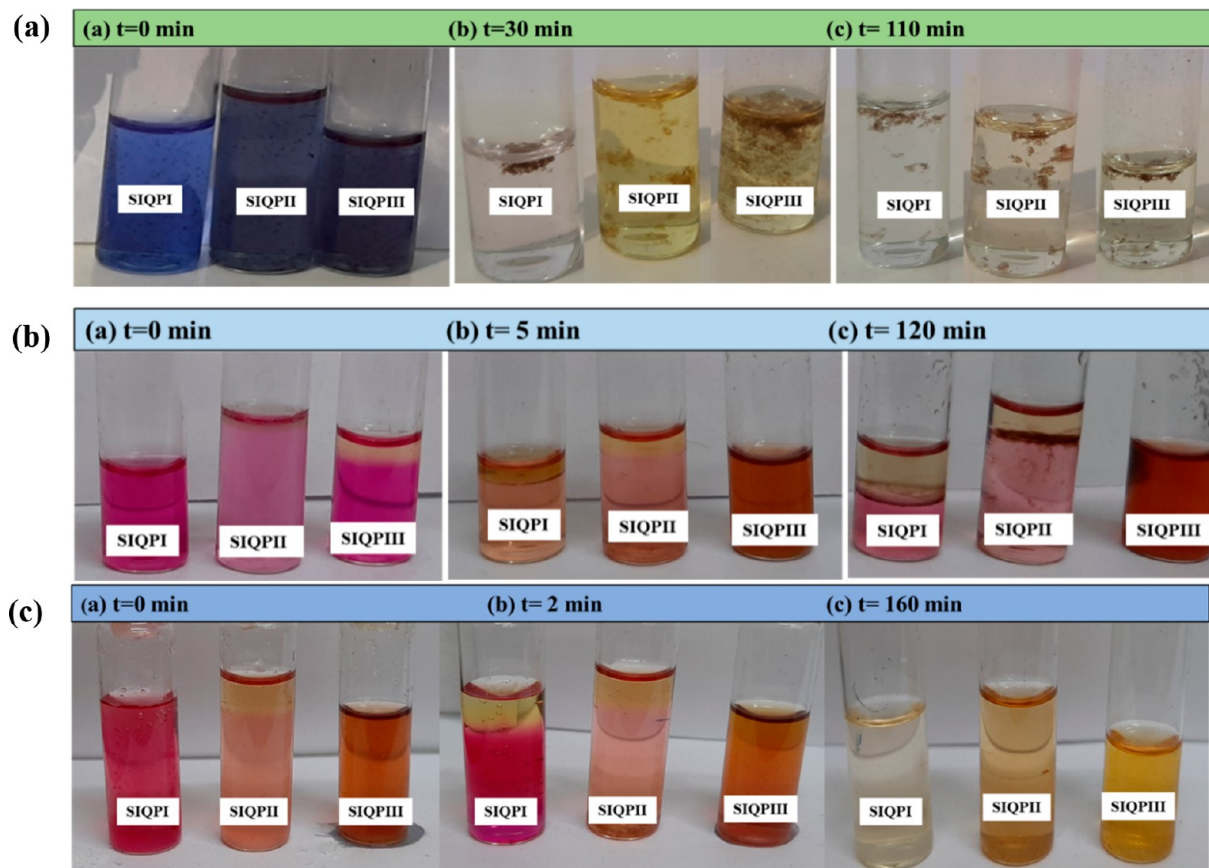 (a)
(a) t=0 min (b) t=30 min (c) t= 110 min
SIQPI SIQPII SIQPIII SIQPI SIQPII SIQPIII SIQPI SIQPII SIQPIII
(b)
(a) t=0 min (b) t= 5 min (c) t= 120 min
SIQPI SIQPII SIQPIII SIQPI SIQPII SIQPIII SIQPI SIQPII SIQPIII
(c)
(a) t=0 min (b) t= 2 min (c) t= 160 min
SIQPI SIQPII SIQPIII SIQPI SIQPII SIQPIII SIQPI SIQPII SIQPIII